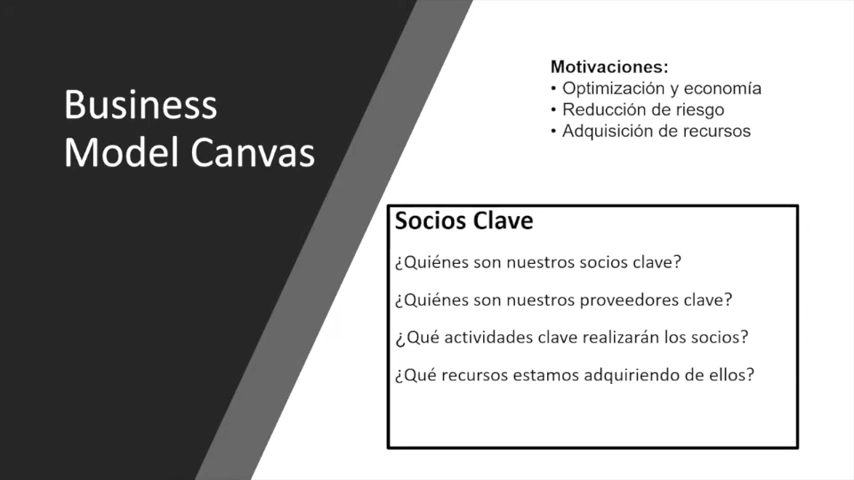 Business
Model Canvas
Motivaciones:
• Optimización y economía
• Reducción de riesgo
• Adquisición de recursos
Socios Clave
¿Quiénes son nuestros socios clave?
¿Quiénes son nuestros proveedores clave?
¿Qué actividades clave realizarán los socios?
¿Qué recursos estamos adquiriendo de ellos?